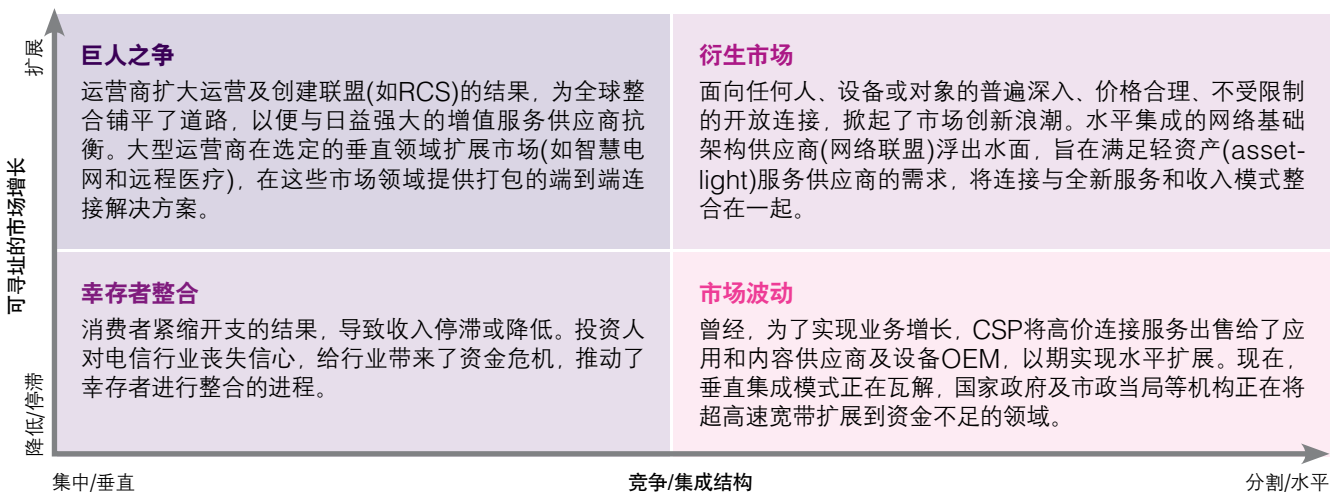 扩展
可寻址的市场增长
降低/停滞
巨人之争
运营商扩大运营及创建联盟(如RCS)的结果，为全球整
合铺平了道路，以便与日益强大的增值服务供应商抗
衡。大型运营商在选定的垂直领域扩展市场(如智慧电
网和远程医疗)，在这些市场领域提供打包的端到端连
接解决方案。
衍生市场
面向任何人、设备或对象的普遍深入、价格合理、不受限制
的开放连接，掀起了市场创新浪潮。水平集成的网络基础
架构供应商(网络联盟)浮出水面，旨在满足轻资产(asset-
light)服务供应商的需求，将连接与全新服务和收入模式整
合在一起。
幸存者整合
消费者紧缩开支的结果，导致收入停滞或降低。投资人
对电信行业丧失信心，给行业带来了资金危机，推动了
幸存者进行整合的进程。
市场波动
曾经，为了实现业务增长，CSP将高价连接服务出售给了应
用和内容供应商及设备OEM，以期实现水平扩展。现在，
垂直集成模式正在瓦解，国家政府及市政当局等机构正在将
超高速宽带扩展到资金不足的领域。
集中/垂直
竞争/集成结构
分割/水平